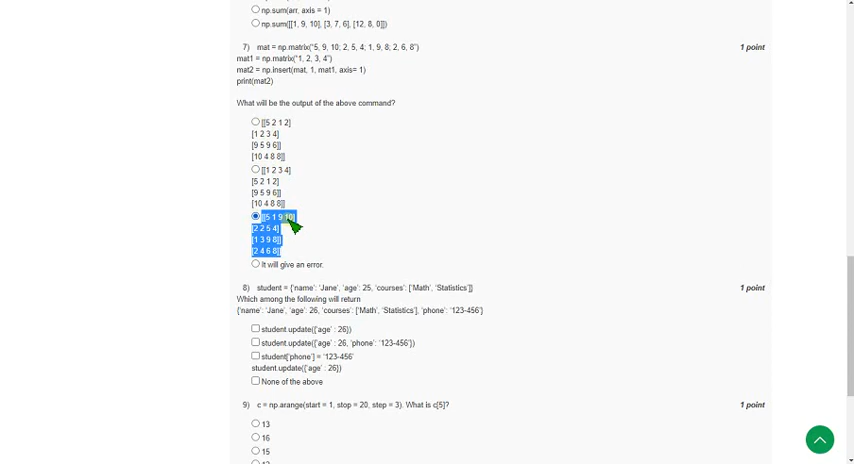 np.sum(arr, axis = 1)
np.sum([[1, 9, 10], [3, 7, 6], [12, 8, 0]])
7) mat = np.matrix("5, 9, 10; 2, 5, 4; 1, 9, 8; 2, 6, 8") 1 point
mat1 = np.matrix("1, 2, 3, 4")
mat2 = np.insert(mat, 1, mat1, axis= 1)
print(mat2)
What will be the output of the above command?
[[5 2 1 2]
[1 2 3 4]
[9 5 9 6]]
[10 4 8 8]]
[[1 2 3 4]
[5 2 1 2]
[9 5 9 6]]
[10 4 8 8]]
[[5 1 9 10]
[2 2 5 4]
[1 3 9 8]]
[2 4 6 8]]
It will give an error.
8) student = {'name': 'Jane', 'age': 25, 'courses': ['Math', 'Statistics']} 1 point
Which among the following will return
{'name': 'Jane', 'age': 26, 'courses': ['Math', 'Statistics'], 'phone': '123-456'}
student.update({'age' : 26})
student.update({'age' : 26, 'phone': '123-456'})
student['phone'] = '123-456'
student.update({'age' : 26})
None of the above
9) c = np.arange(start = 1, stop = 20, step = 3). What is c[5]? 1 point
13
16
15